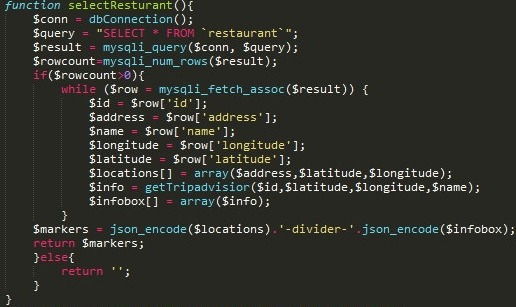 function selectResturant(){
    $conn = dbConnection();
    $query = "SELECT * FROM `restaurant`";
    $result = mysqli_query($conn, $query);
    $rowcount=mysqli_num_rows($result);
    if($rowcount>0){
        while ($row = mysqli_fetch_assoc($result)) {
            $id = $row['id'];
            $address = $row['address'];
            $name = $row['name'];
            $longitude = $row['longitude'];
            $latitude = $row['latitude'];
            $locations[] = array($address,$latitude,$longitude);
            $info = getTripadvisior($id,$latitude,$longitude,$name);
            $infobox[] = array($info);
        }
    $markers = json_encode($locations).'-divider-'.json_encode($infobox);
    return $markers;
    }else{
        return '';
    }
}